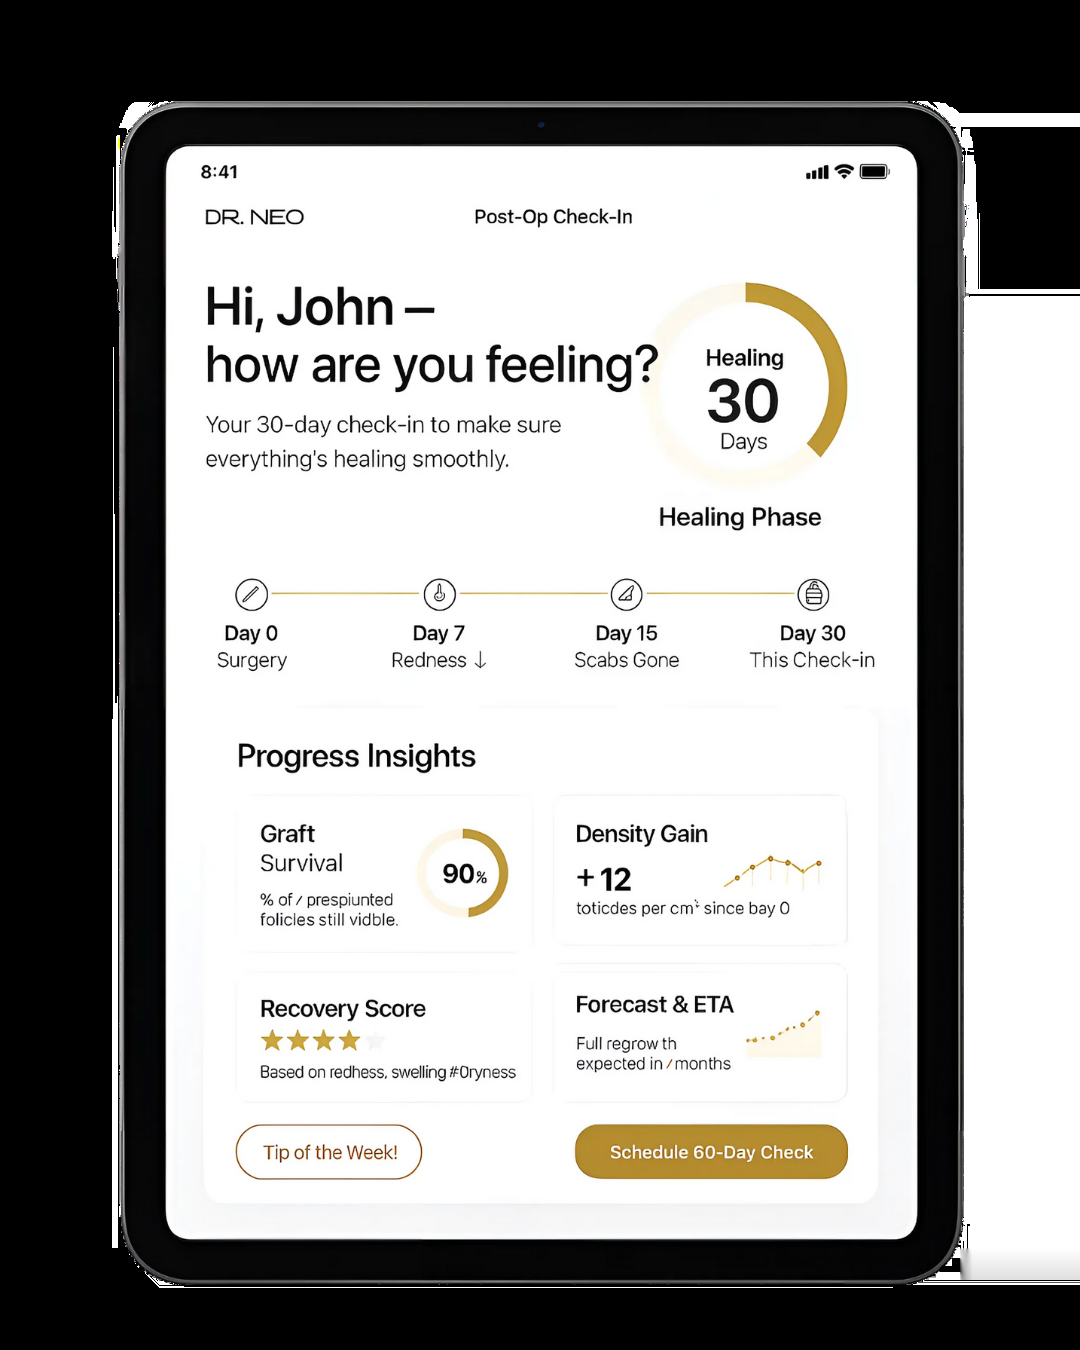 8:41
DR. NEO
Post-Op Check-In
Hi, John –
how are you feeling?
Your 30-day check-in to make sure
everything's healing smoothly.
Healing
30
Days
Healing Phase
Day 0
Surgery
Day 7
Redness ↓
Day 15
Scabs Gone
Day 30
This Check-in
Progress Insights
Graft
Survival
% of / prespiunted
folicles still vidble.
90%
Density Gain
+ 12
toticdes per cm² since bay 0
Recovery Score
Based on redhess, swelling #0ryness
Forecast & ETA
Full regrow th
expected in / months
Tip of the Week!
Schedule 60-Day Check